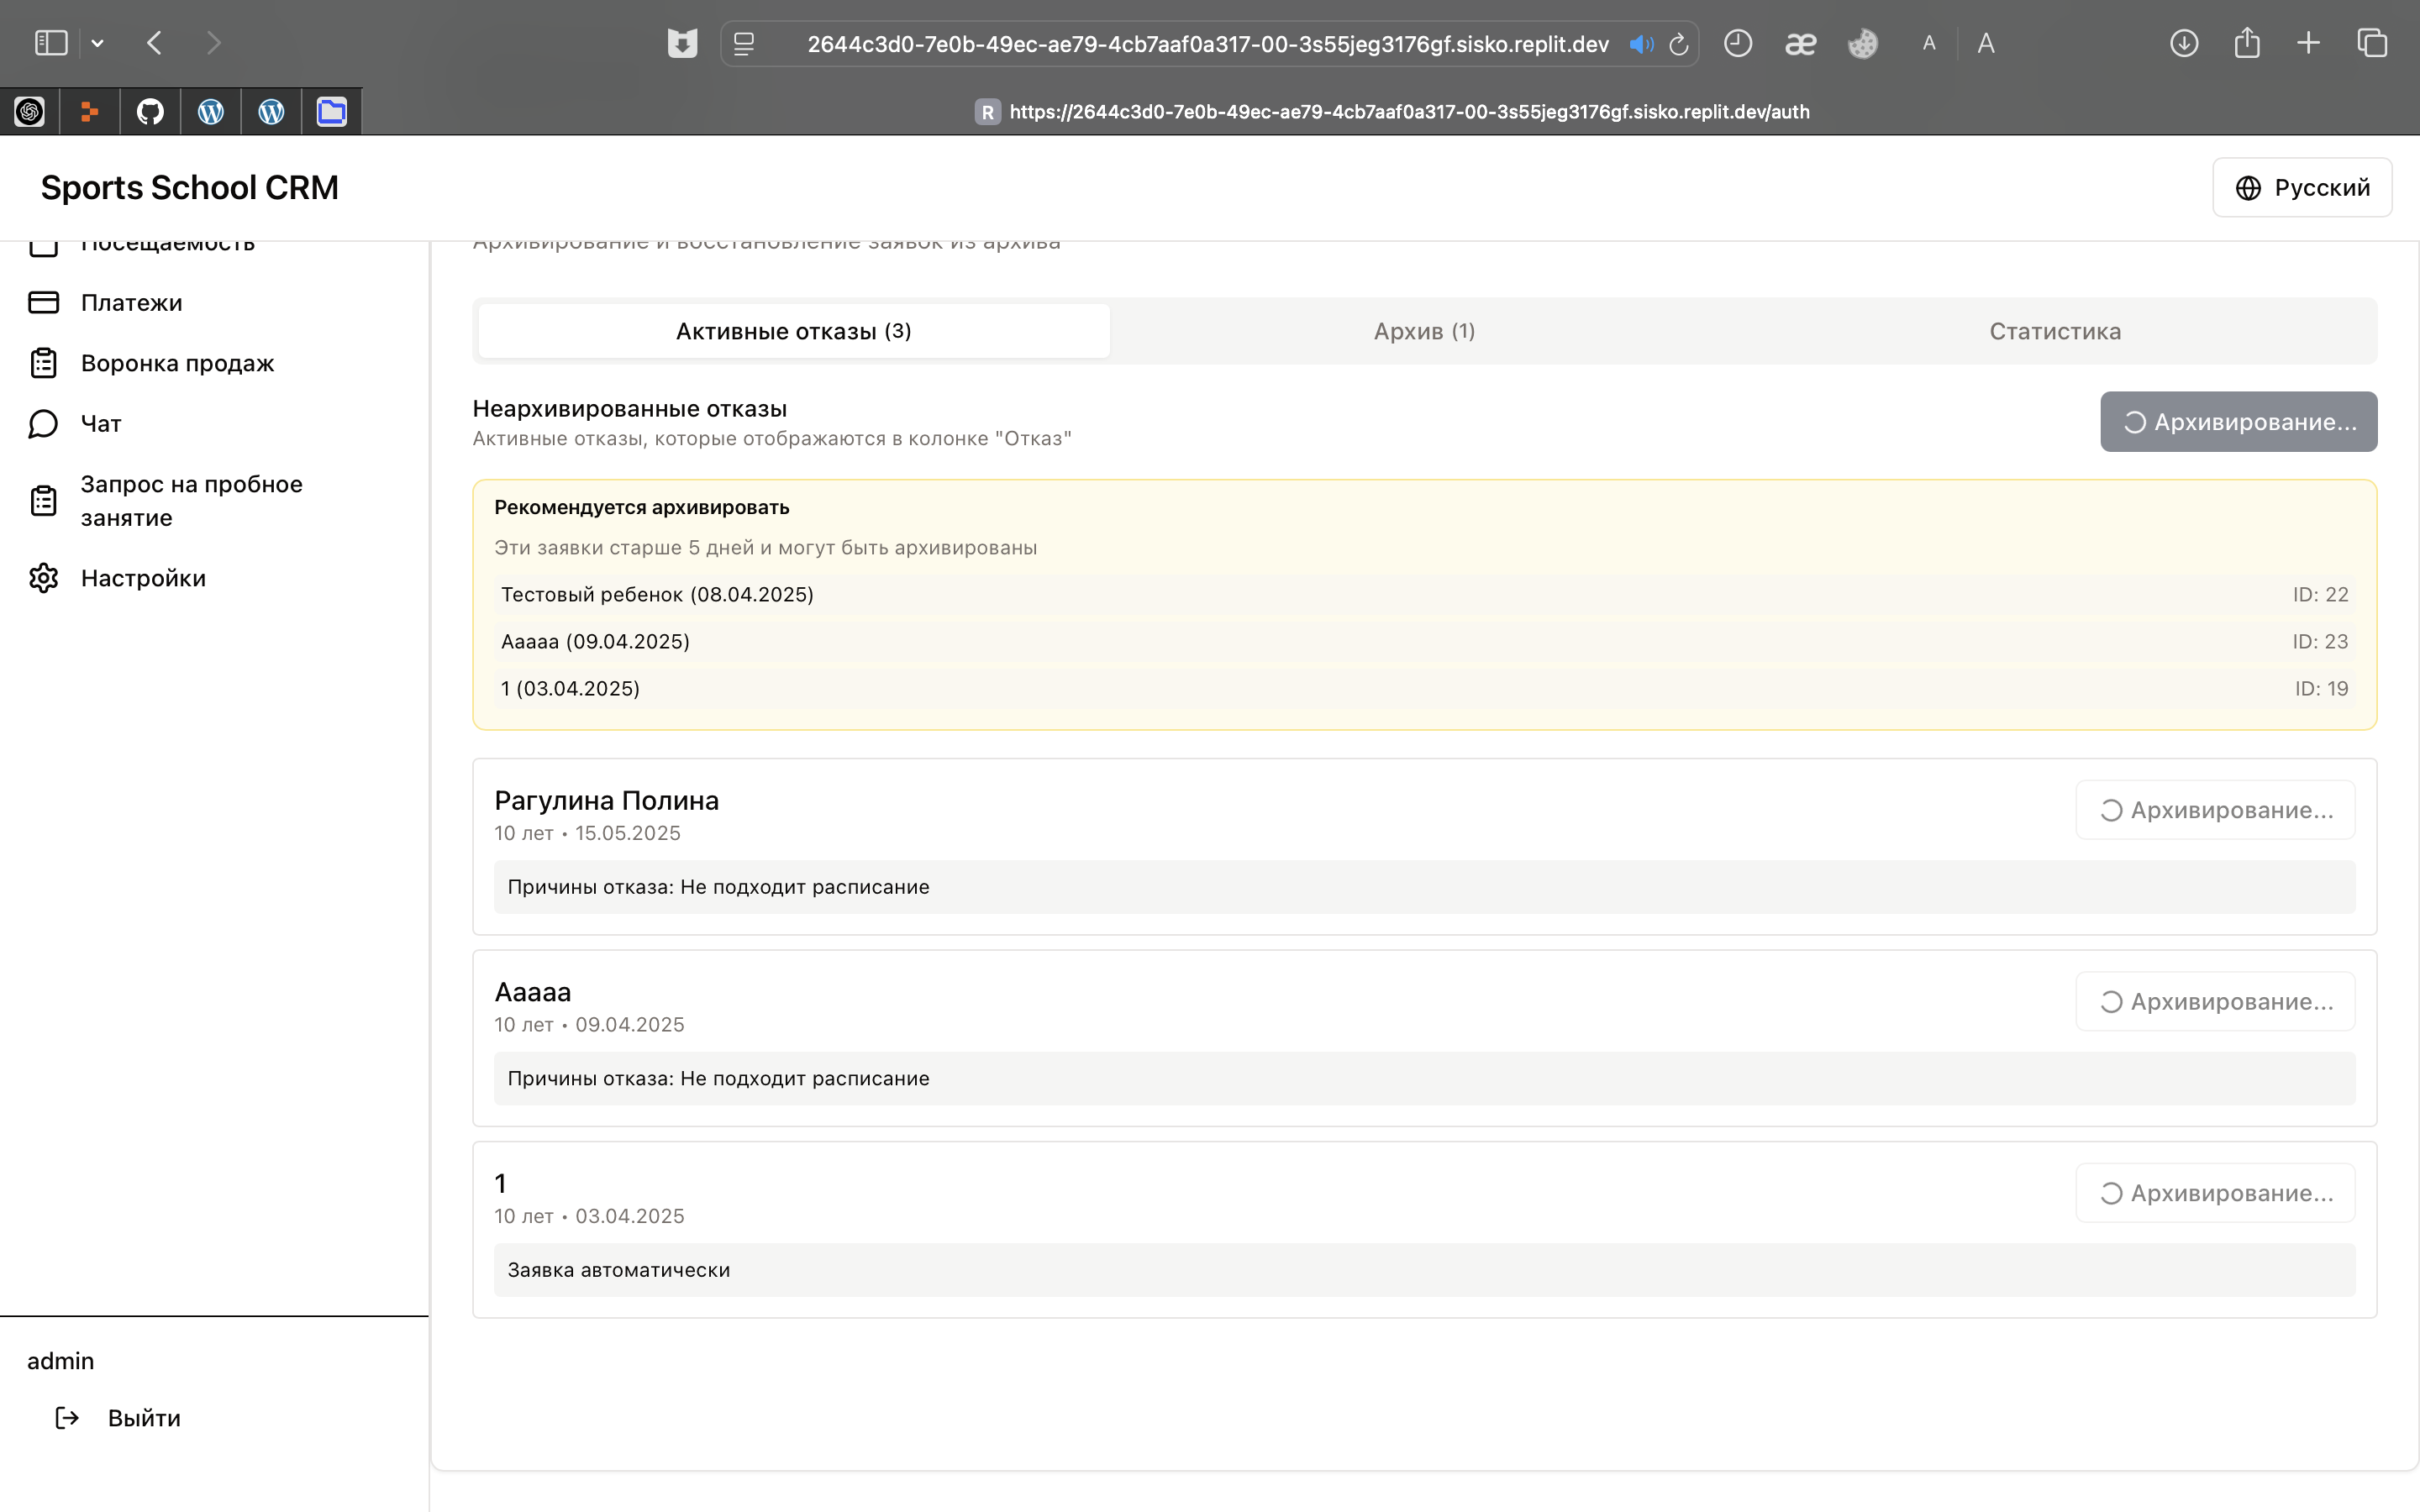 2644c3d0-7e0b-49ec-ae79-4cb7aaf0a317-00-3s55jeg3176gf.sisko.replit.dev
æ
A
A
R https://2644c3d0-7e0b-49ec-ae79-4cb7aaf0a317-00-3s55jeg3176gf.sisko.replit.dev/auth
Sports School CRM
Русский
Посещаемость
Платежи
Воронка продаж
Чат
Запрос на пробное
занятие
Настройки
admin
Выйти
Архивирование и восстановление заявок из архива
Активные отказы (3)
Архив (1)
Статистика
Неархивированные отказы
Активные отказы, которые отображаются в колонке "Отказ"
Архивирование...
Рекомендуется архивировать
Эти заявки старше 5 дней и могут быть архивированы
Тестовый ребенок (08.04.2025)
ID: 22
Ааааа (09.04.2025)
ID: 23
1 (03.04.2025)
ID: 19
Рагулина Полина
10 лет • 15.05.2025
Архивирование...
Причины отказа: Не подходит расписание
Ааааа
10 лет • 09.04.2025
Архивирование...
Причины отказа: Не подходит расписание
1
10 лет • 03.04.2025
Архивирование...
Заявка автоматически